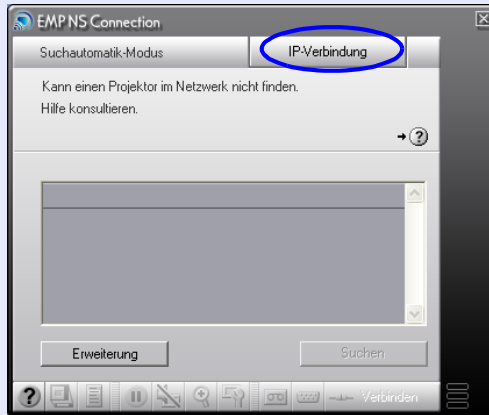 EMP NS Connection
Suchautomatik-Modus IP-Verbindung
Kann einen Projektor im Netzwerk nicht finden.
Hilfe konsultieren.
Erweiterung Suchen
Verbinden